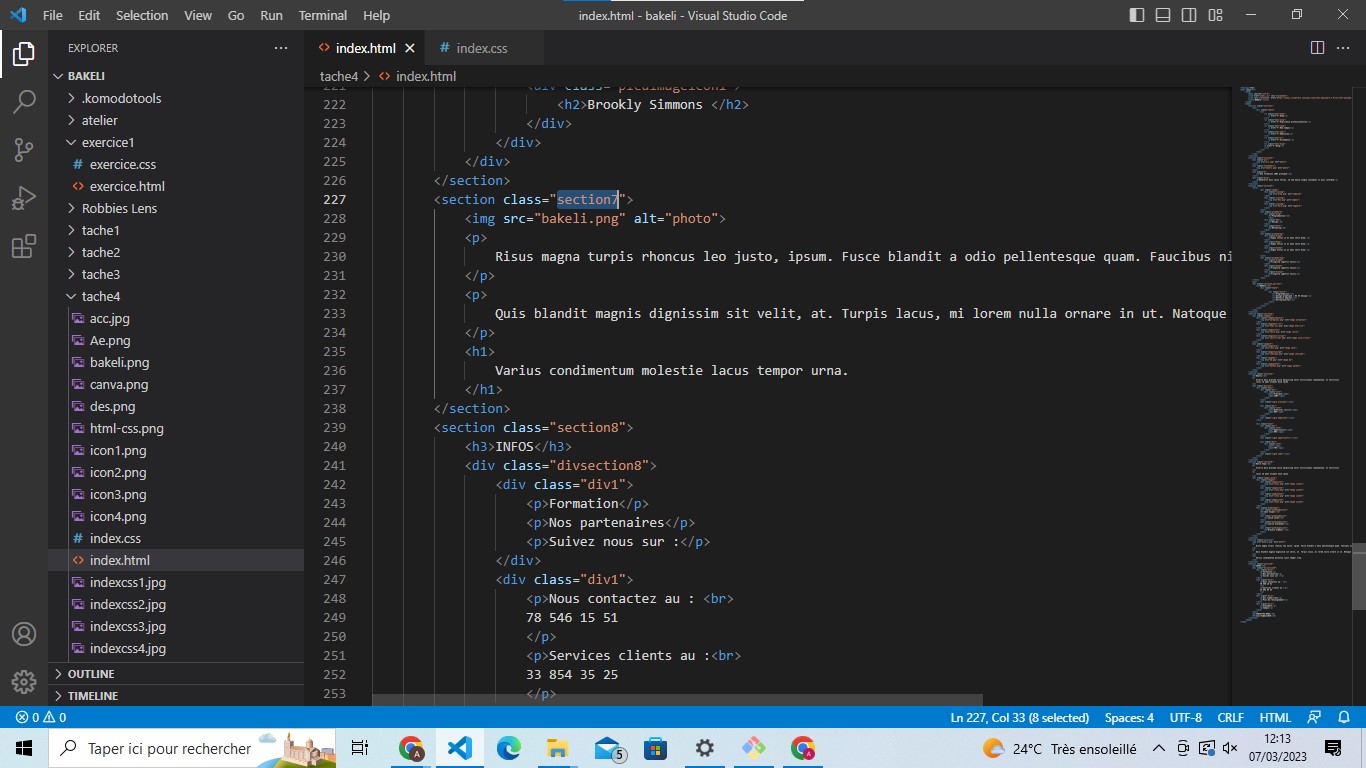 File Edit Selection View Go Run Terminal Help
index.html - bakeli - Visual Studio Code
EXPLORER
BAKELI
.komodotools
atelier
exercice1
# exercice.css
<> exercice.html
Robbies Lens
tache1
tache2
tache3
tache4
acc.jpg
Ae.png
bakeli.png
canva.png
des.png
html-css.png
icon1.png
icon2.png
icon3.png
icon4.png
# index.css
<> index.html
indexcss1.jpg
indexcss2.jpg
indexcss3.jpg
indexcss4.jpg
OUTLINE
TIMELINE
<> index.html
# index.css
tache4 > <> index.html
222 <h2>Brookly Simmons </h2>
223 </div>
224 </div>
225 </div>
226 </section>
227 <section class="section7">
228 <img src="bakeli.png" alt="photo">
229 <p>
230 Risus magna turpis rhoncus leo justo, ipsum. Fusce blandit a odio pellentesque quam. Faucibus ni
231 </p>
232 <p>
233 Quis blandit magnis dignissim sit velit, at. Turpis lacus, mi lorem nulla ornare in ut. Natoque
234 </p>
235 <h1>
236 Varius condimentum molestie lacus tempor urna.
237 </h1>
238 </section>
239 <section class="section8">
240 <h3>INFOS</h3>
241 <div class="divsection8">
242 <div class="div1">
243 <p>Formation</p>
244 <p>Nos partenaires</p>
245 <p>Suivez nous sur :</p>
246 </div>
247 <div class="div1">
248 <p>Nous contactez au : <br>
249 78 546 15 51
250 </p>
251 <p>Services clients au :<br>
252 33 854 35 25
253 </p>
0 0
Ln 227, Col 33 (8 selected) Spaces: 4 UTF-8 CRLF HTML
Taper ici pour rechercher
A
5
A
24°C Très ensoleillé
12:13
07/03/2023